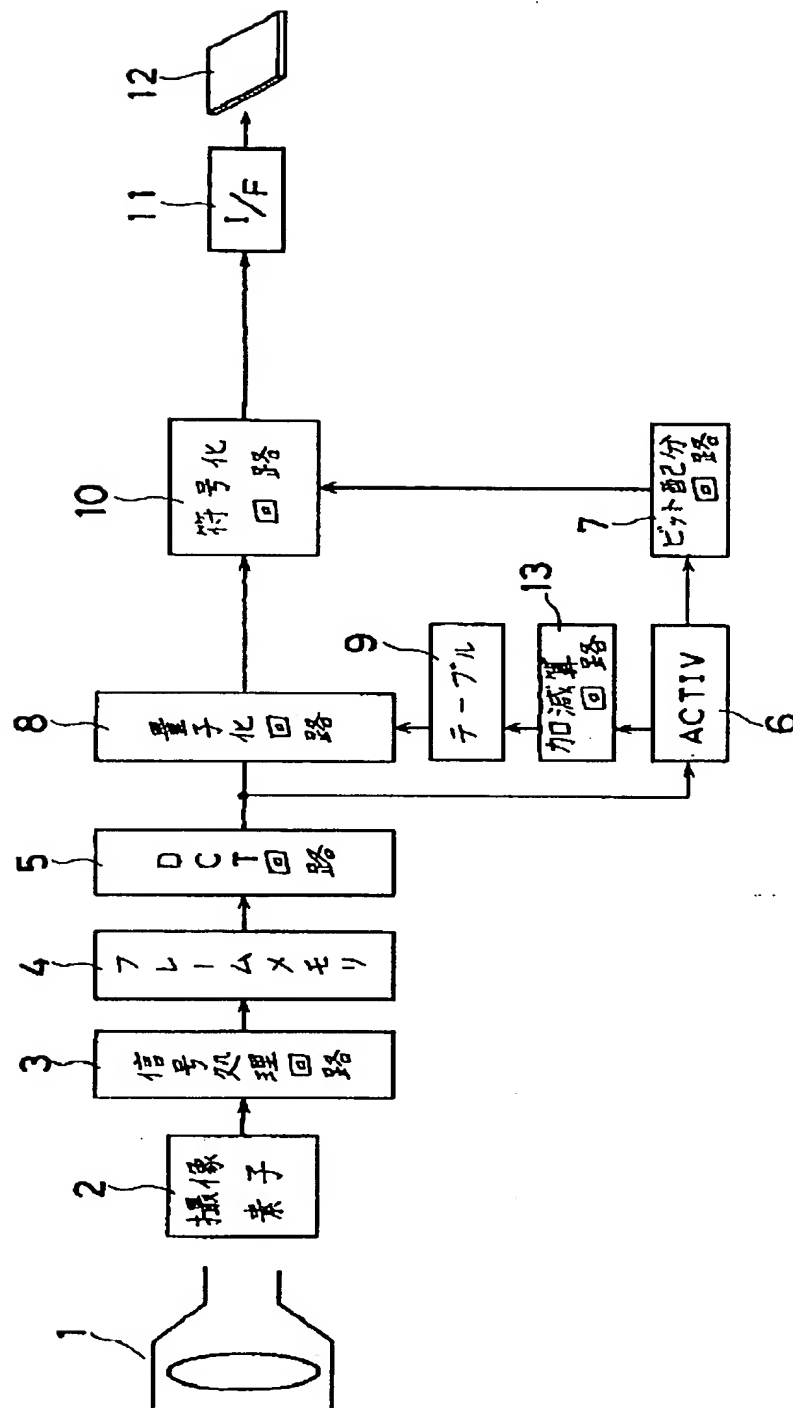 1
2
撮像
素子
3
信号処理回路
4
フレームメモリ
5
DCT回路
8
量子化回路
10
符号化
回路
11
I/F
12
9
テーブル
13
加減算
回路
6
ACTIV
7
ビット配分
回路